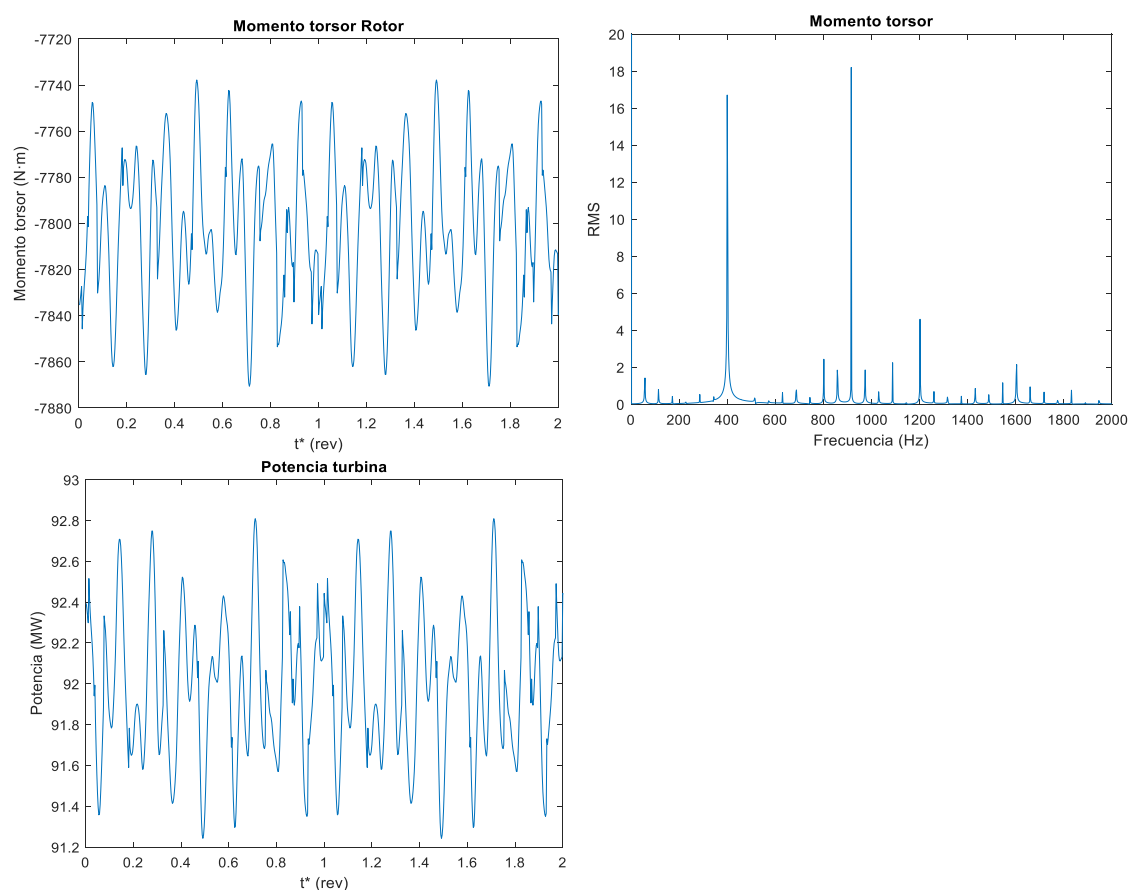 Momento torsor Rotor
-7720
-7740
-7760
-7780
-7800
-7820
-7840
-7860
-7880
Momento torsor (N·m)
0 0.2 0.4 0.6 0.8 1 1.2 1.4 1.6 1.8 2
t* (rev)
Momento torsor
20
18
16
14
12
10
8
6
4
2
0
RMS
0 200 400 600 800 1000 1200 1400 1600 1800 2000
Frecuencia (Hz)
Potencia turbina
93
92.8
92.6
92.4
92.2
92
91.8
91.6
91.4
91.2
Potencia (MW)
0 0.2 0.4 0.6 0.8 1 1.2 1.4 1.6 1.8 2
t* (rev)